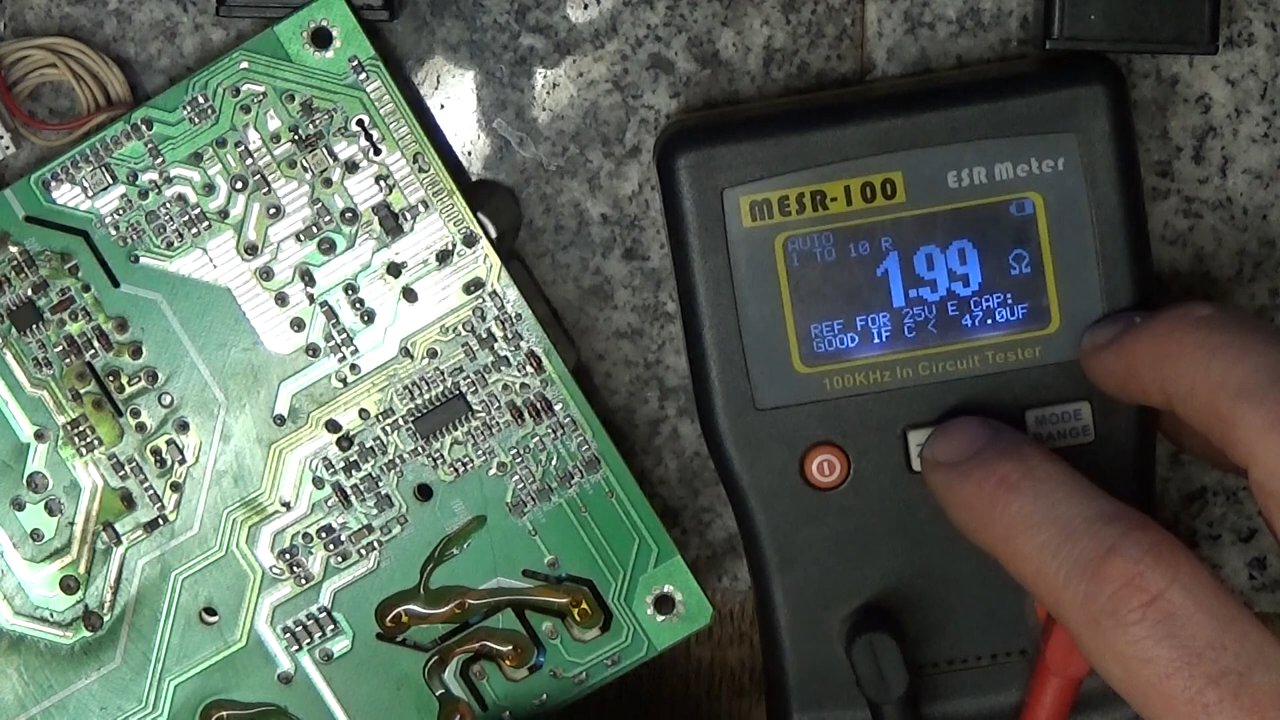 MESR-100
ESR Meter
AUTO
1 TO 10 R
1.99 Ω
REF FOR 25V E CAP:
GOOD IF C < 47.0UF
100KHz In Circuit Tester
MODE
RANGE